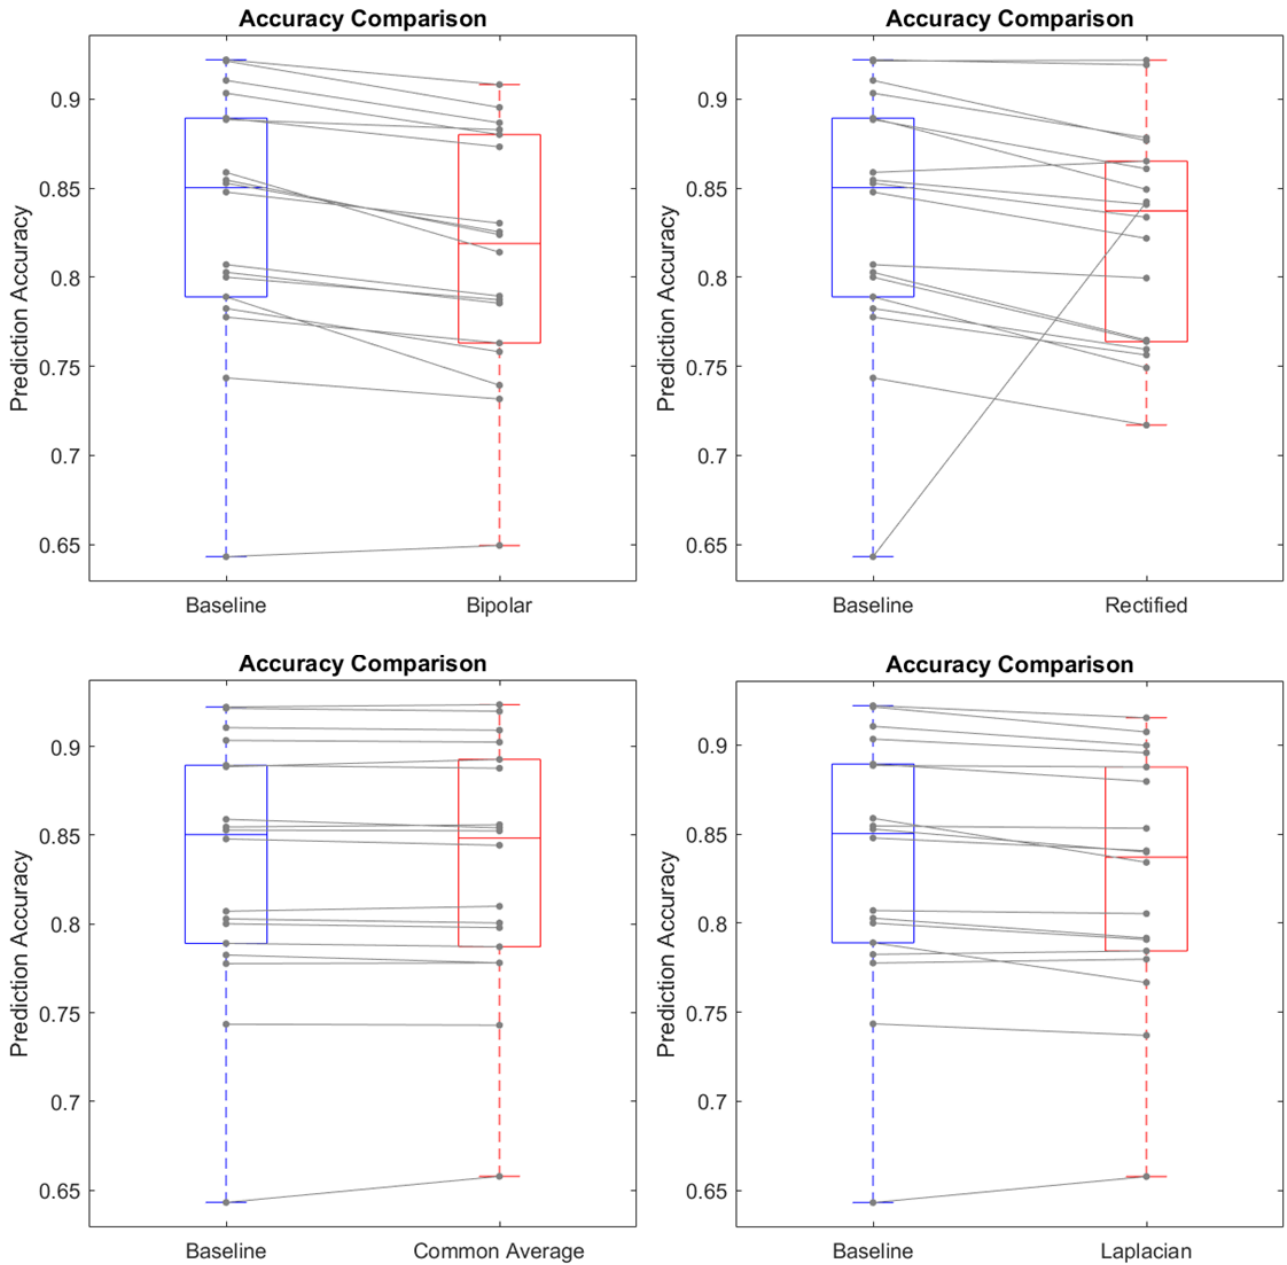 Accuracy Comparison
Prediction Accuracy
0.9
0.85
0.8
0.75
0.7
0.65
Baseline Bipolar
Accuracy Comparison
Prediction Accuracy
0.9
0.85
0.8
0.75
0.7
0.65
Baseline Rectified
Accuracy Comparison
Prediction Accuracy
0.9
0.85
0.8
0.75
0.7
0.65
Baseline Common Average
Accuracy Comparison
Prediction Accuracy
0.9
0.85
0.8
0.75
0.7
0.65
Baseline Laplacian